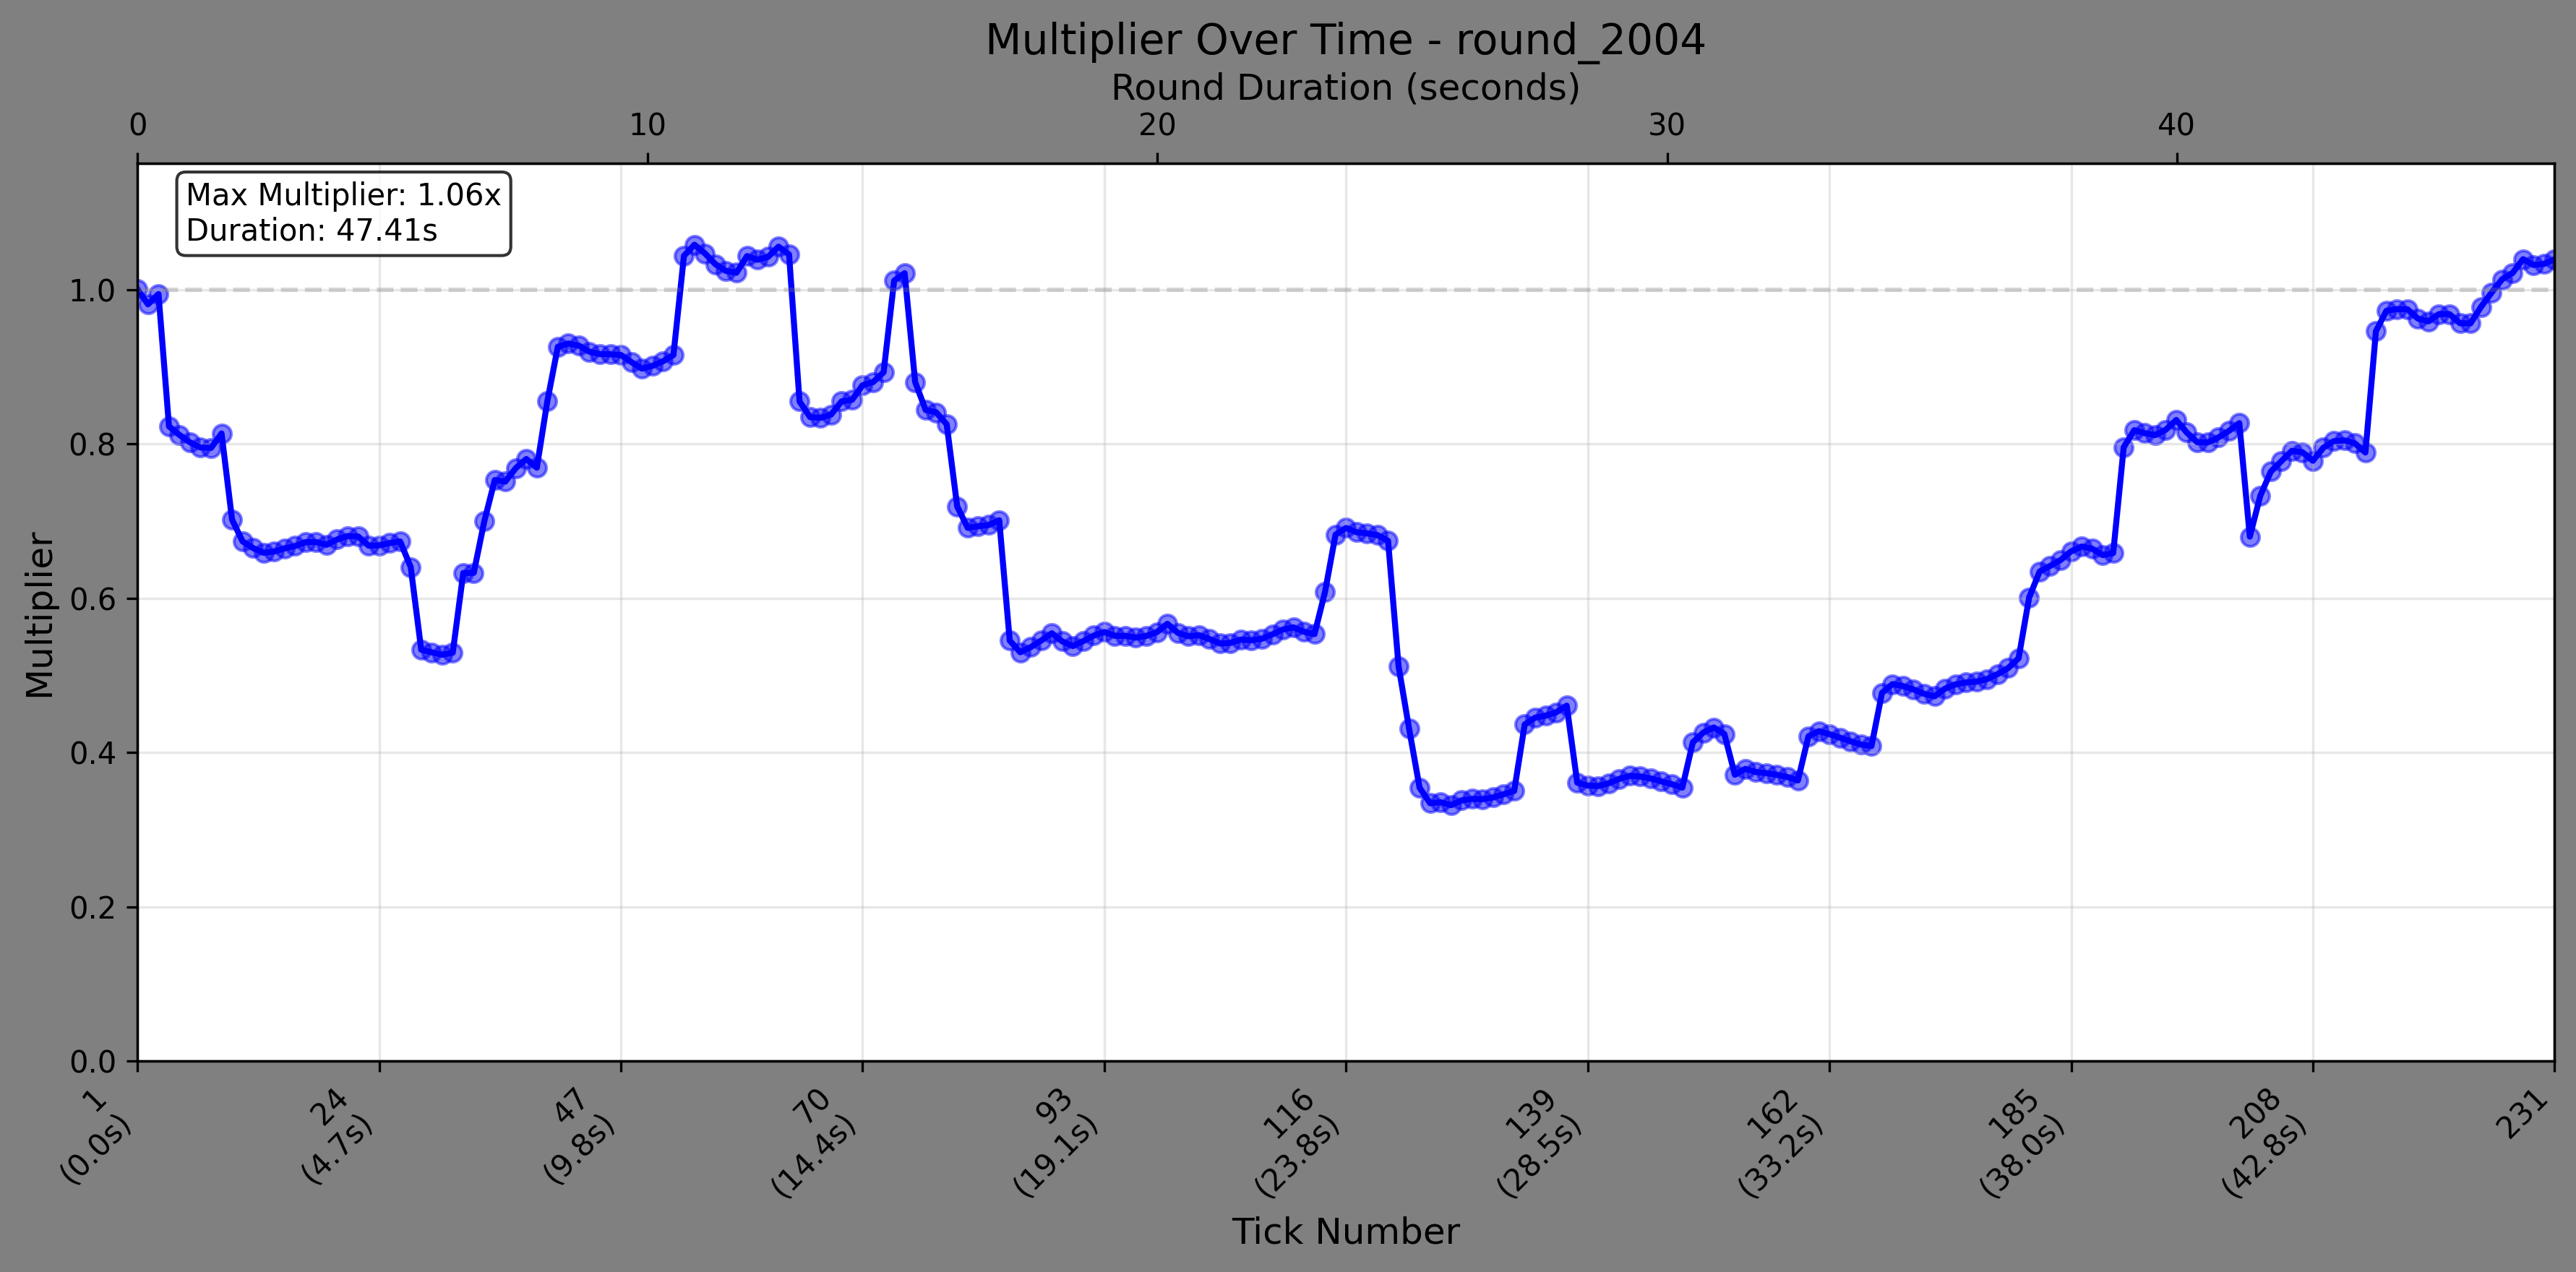 Multiplier Over Time - round_2004
Round Duration (seconds)
0 10 20 30 40
Max Multiplier: 1.06x
Duration: 47.41s
Multiplier
1.0
0.8
0.6
0.4
0.2
0.0
1
(0.0s)
24
(4.7s)
47
(9.8s)
70
(14.4s)
93
(19.1s)
116
(23.8s)
139
(28.5s)
162
(33.2s)
185
(38.0s)
208
(42.8s)
231
Tick Number